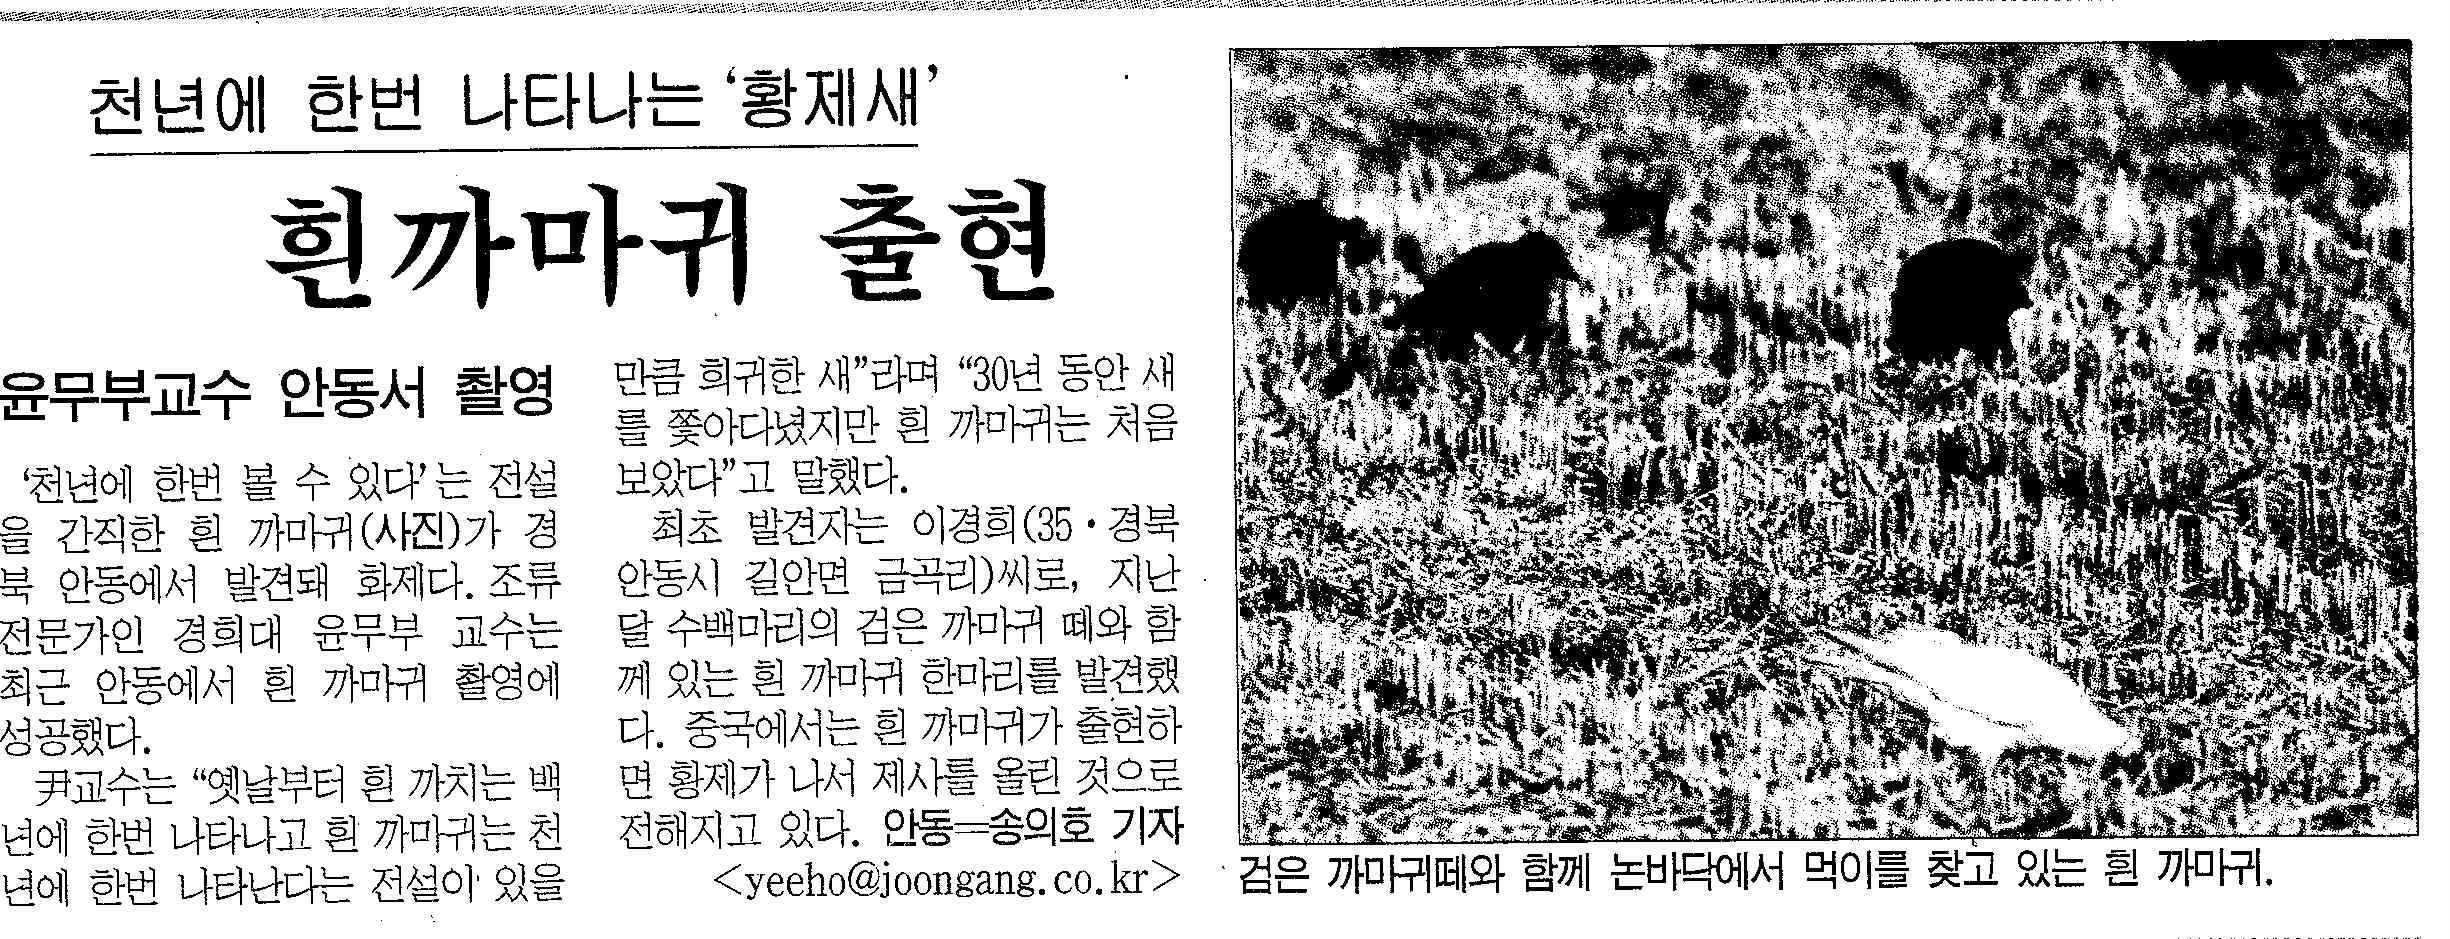 천년에 한번 나타나는 ‘황제새’
흰까마귀 출현
윤무부교수 안동서 촬영
‘천년에 한번 볼 수 있다’는 전설
을 간직한 흰 까마귀(사진)가 경
북 안동에서 발견돼 화제다. 조류
전문가인 경희대 윤무부 교수는
최근 안동에서 흰 까마귀 촬영에
성공했다.
尹교수는 “옛날부터 흰 까치는 백
년에 한번 나타나고 흰 까마귀는 천
년에 한번 나타난다는 전설이 있을
만큼 희귀한 새”라며 “30년 동안 새
를 쫓아다녔지만 흰 까마귀는 처음
보았다”고 말했다.
최초 발견자는 이경희(35·경북
안동시 길안면 금곡리)씨로, 지난
달 수백마리의 검은 까마귀 떼와 함
께 있는 흰 까마귀 한마리를 발견했
다. 중국에서는 흰 까마귀가 출현하
면 황제가 나서 제사를 올린 것으로
전해지고 있다. 안동=송의호 기자
<yeeho@joongang.co.kr>
검은 까마귀떼와 함께 논바닥에서 먹이를 찾고 있는 흰 까마귀.